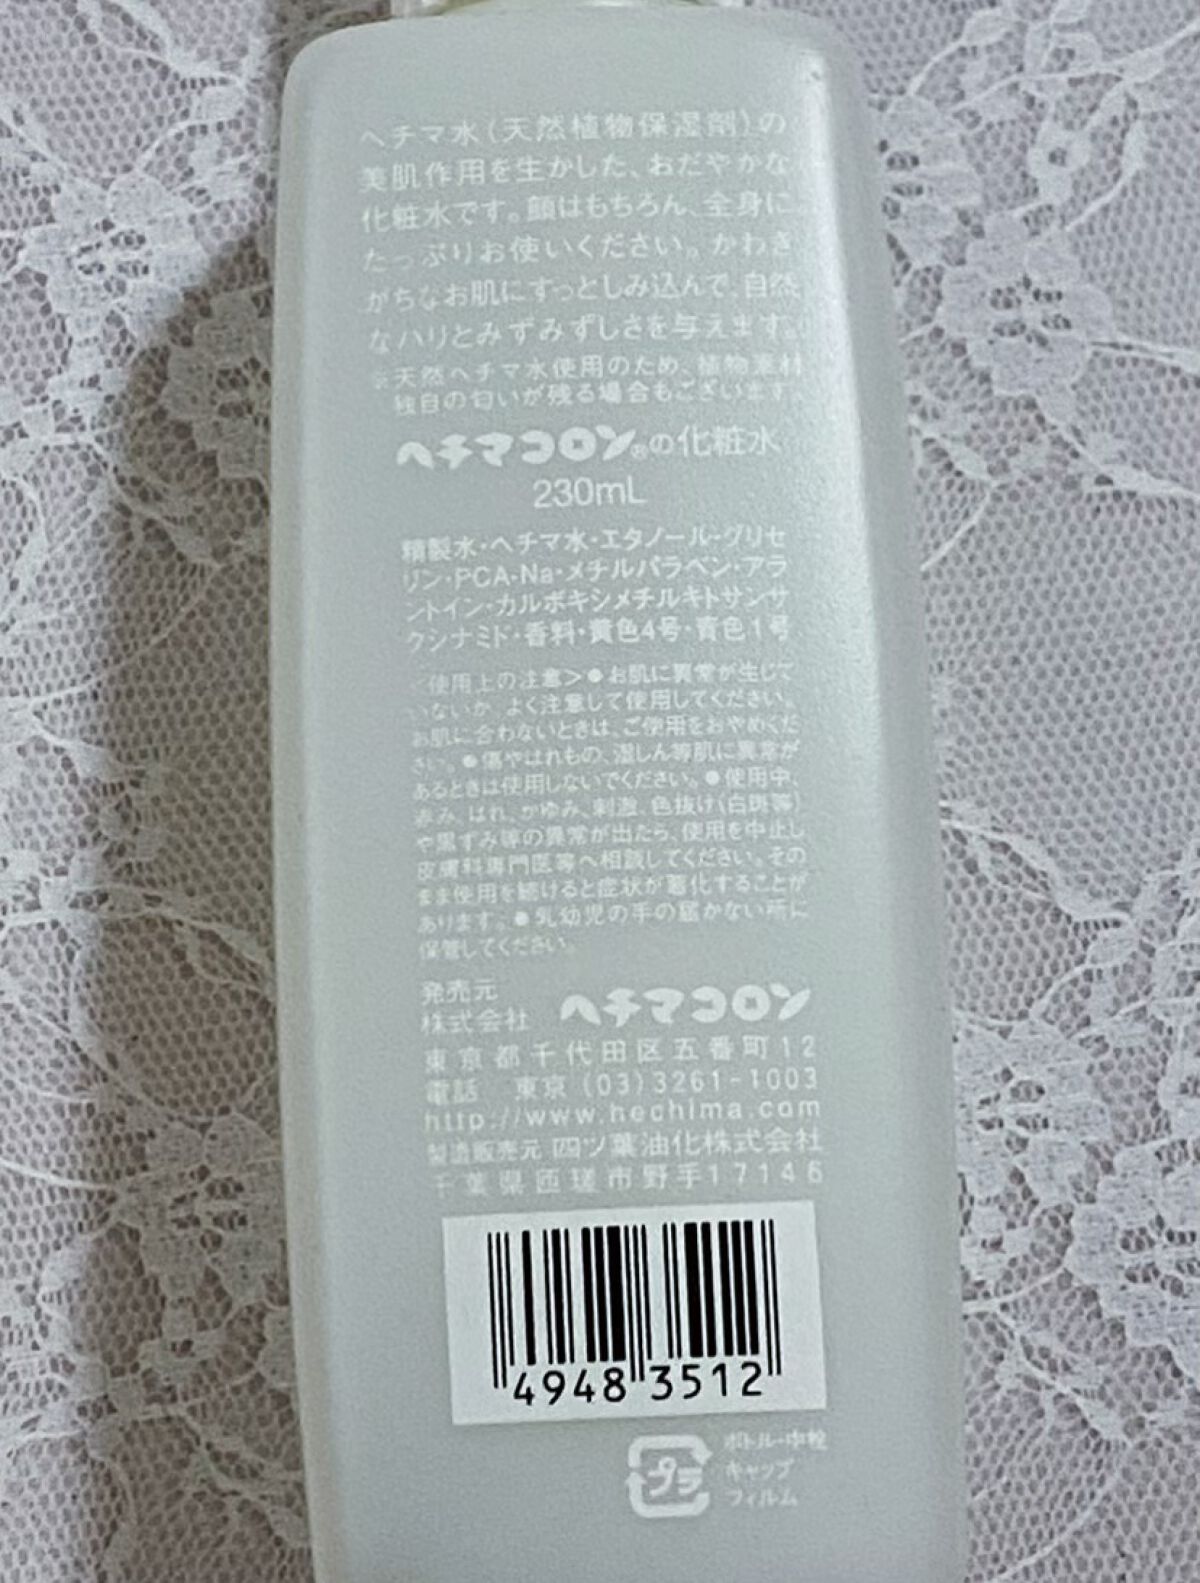 ヘチマ水(天然植物保湿剤)の
美肌作用を生かした、おだやかな
化粧水です。顔はもちろん、全身に
たっぷりお使いください。かわき
がちなお肌にすっとしみ込んで、自然
なハリとみずみずしさを与えます。
※天然ヘチマ水使用のため、植物素材
独自の匂いが残る場合もございます。
ヘチマコロン®の化粧水
230mL
精製水・ヘチマ水・エタノール・グリセ
リン・PCA-Na・メチルパラベン・アラ
ントイン・カルボキシメチルキトサンサ
クシナミド・香料・黄色4号・青色1号
<使用上の注意>●お肌に異常が生じて
いないか、よく注意して使用してください。
お肌に合わないときは、ご使用をおやめくだ
さい。●傷やはれもの、湿しん等肌に異常が
あるときは使用しないでください。●使用中、
赤み、はれ、かゆみ、刺激、色抜け(白斑等)
や黒ずみ等の異常が出たら、使用を中止し
皮膚科専門医等へ相談してください。その
まま使用を続けると症状が悪化することが
あります。●乳幼児の手の届かない所に
保管してください。
発売元
株式会社 ヘチマコロン
東京都千代田区五番町12
電話 東京(03)3261-1003
http://www.hechima.com
製造販売元 四ツ葉油化株式会社
千葉県匝瑳市野手17146
4948 3512
プラ
ボトル・中栓
キャップ
フィルム